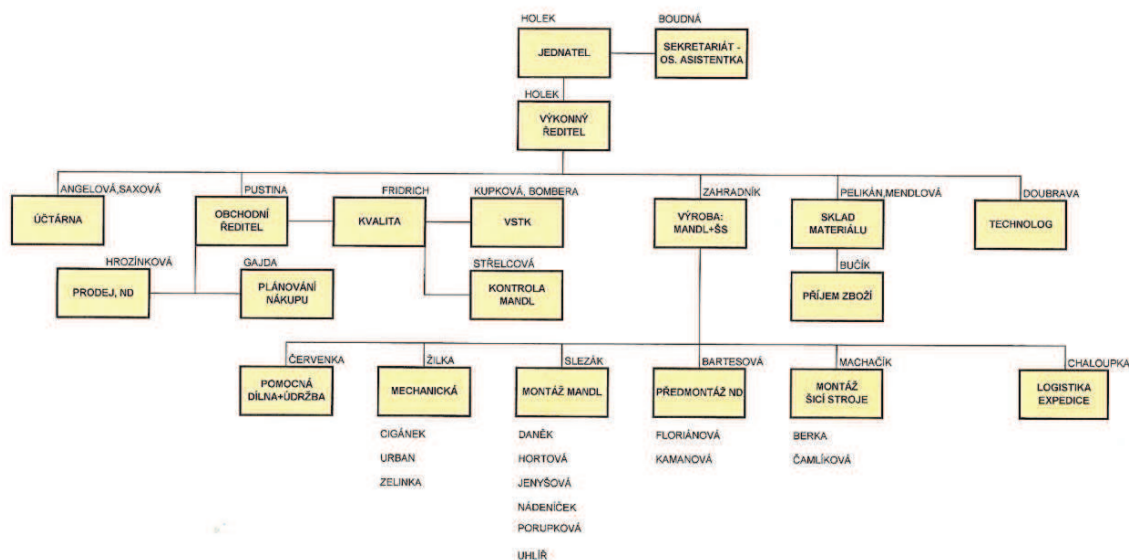 HOLEK
BOUDNÁ
JEDNATEL
SEKRETARIÁT -
OS. ASISTENTKA
HOLEK
VÝKONNÝ
ŘEDITEL
ANGELOVÁ,SAXOVÁ
PUSTINA
FRIDRICH
KUPKOVÁ, BOMBERA
ZAHRADNÍK
PELIKÁN,MENDLOVÁ
DOUBRAVA
ÚČTÁRNA
OBCHODNÍ
ŘEDITEL
KVALITA
VSTK
VÝROBA:
MANDL+ŠS
SKLAD
MATERIÁLU
TECHNOLOG
HROZÍNKOVÁ
GAJDA
STŘELCOVÁ
BUČÍK
PRODEJ, ND
PLÁNOVÁNÍ
NÁKUPU
KONTROLA
MANDL
PŘÍJEM ZBOŽÍ
ČERVENKA
ŽILKA
SLEZÁK
BARTESOVÁ
MACHAČÍK
CHALOUPKA
POMOCNÁ
DÍLNA+ÚDRŽBA
MECHANICKÁ
MONTÁŽ MANDL
PŘEDMONTÁŽ ND
MONTÁŽ
ŠICÍ STROJE
LOGISTIKA
EXPEDICE
CIGÁNEK
URBAN
ZELINKA
DANĚK
HORTOVÁ
JENYŠOVÁ
NÁDENÍČEK
PORUPKOVÁ
UHLÍŘ
FLORIÁNOVÁ
KAMANOVÁ
BERKA
ČAMLÍKOVÁ